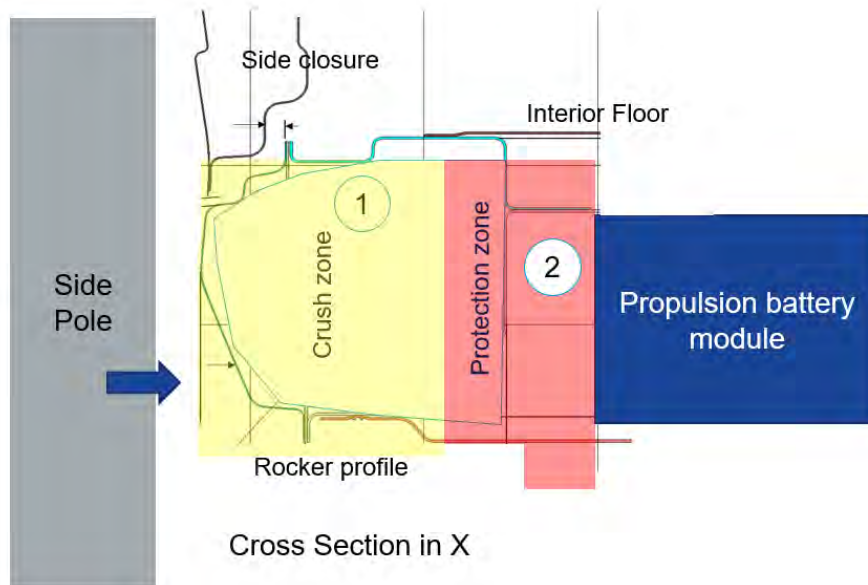 Side closure
Interior Floor
1
Crush zone
Protection zone
2
Side
Pole
Propulsion battery
module
Rocker profile
Cross Section in X